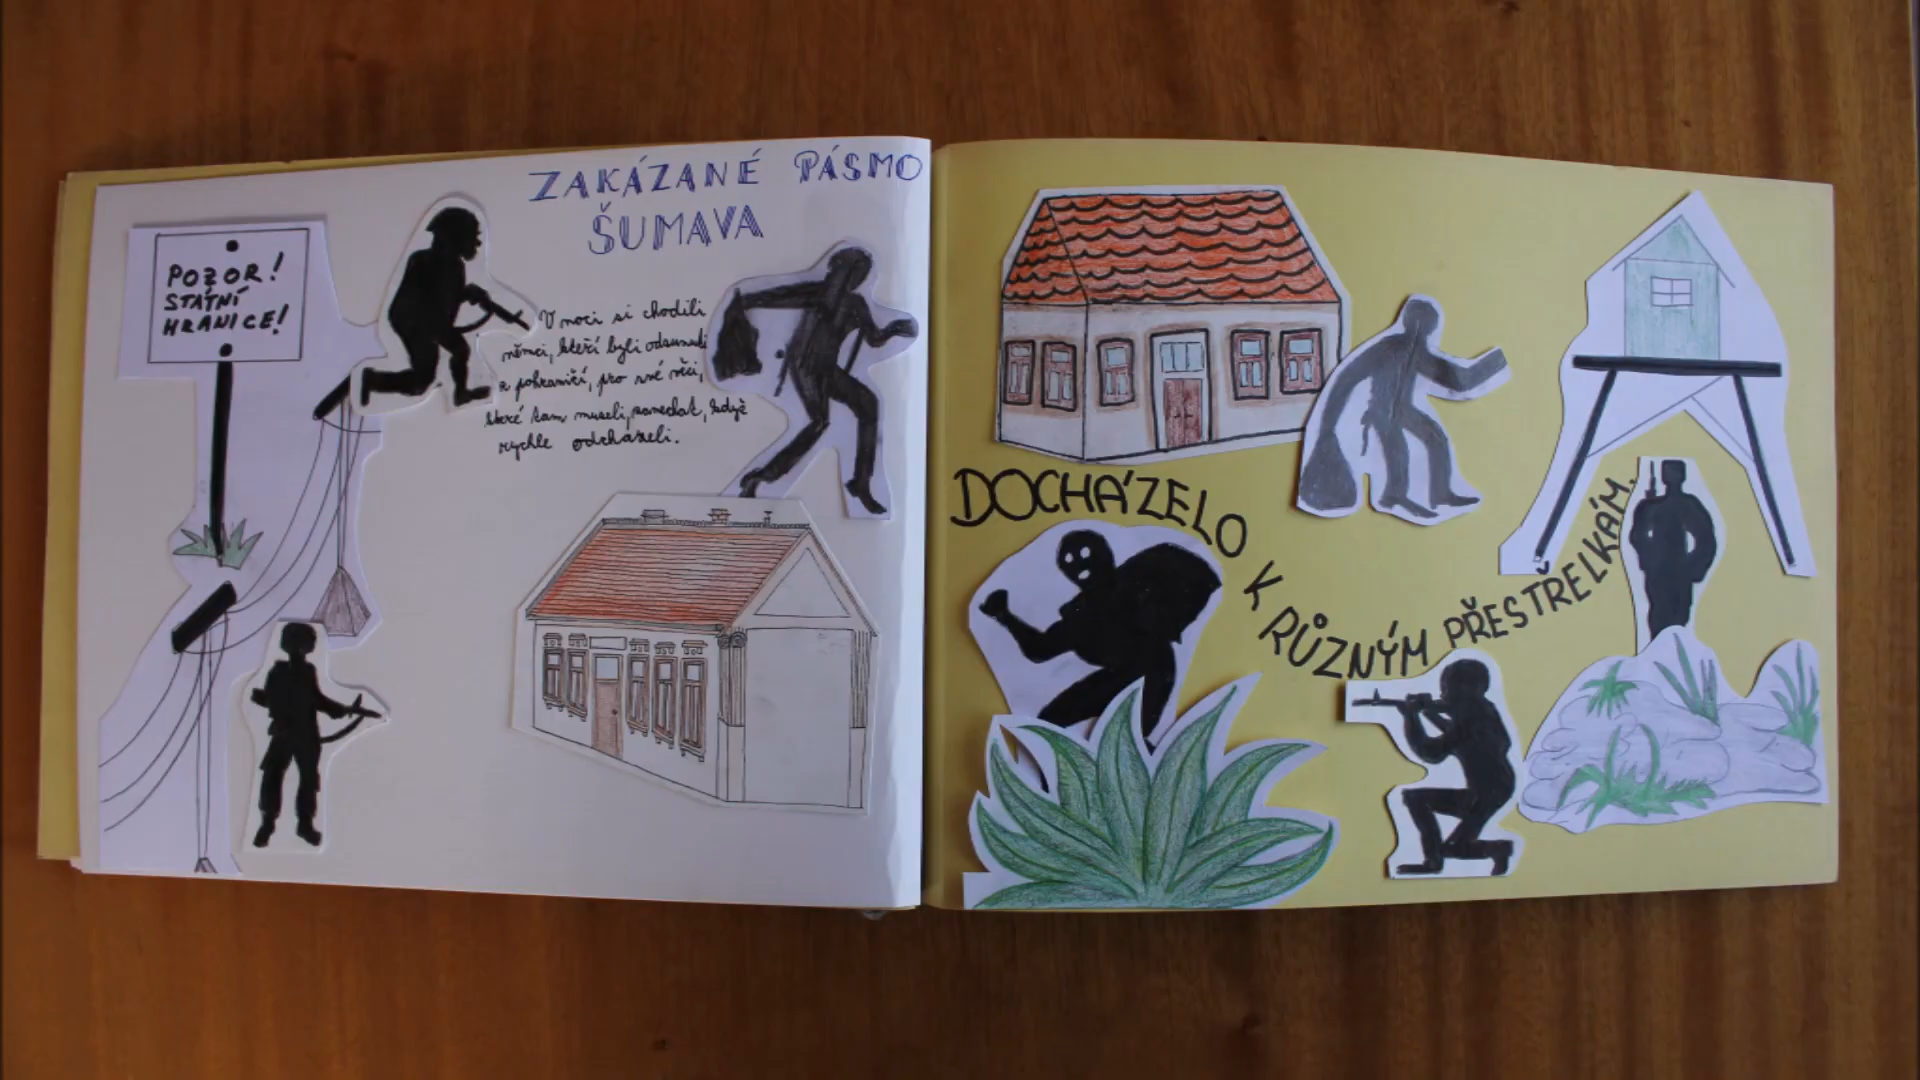 ZAKÁZANÉ PÁSMO
ŠUMAVA
POZOR!
STÁTNÍ
HRANICE!
V noci si chodili
němci, kteří byli odsunuti
z pohraničí, pro své věci,
které tam museli zanechat, když
rychle odcházeli.
DOCHÁZELO K RŮZNÝM PŘESTŘELKÁM.